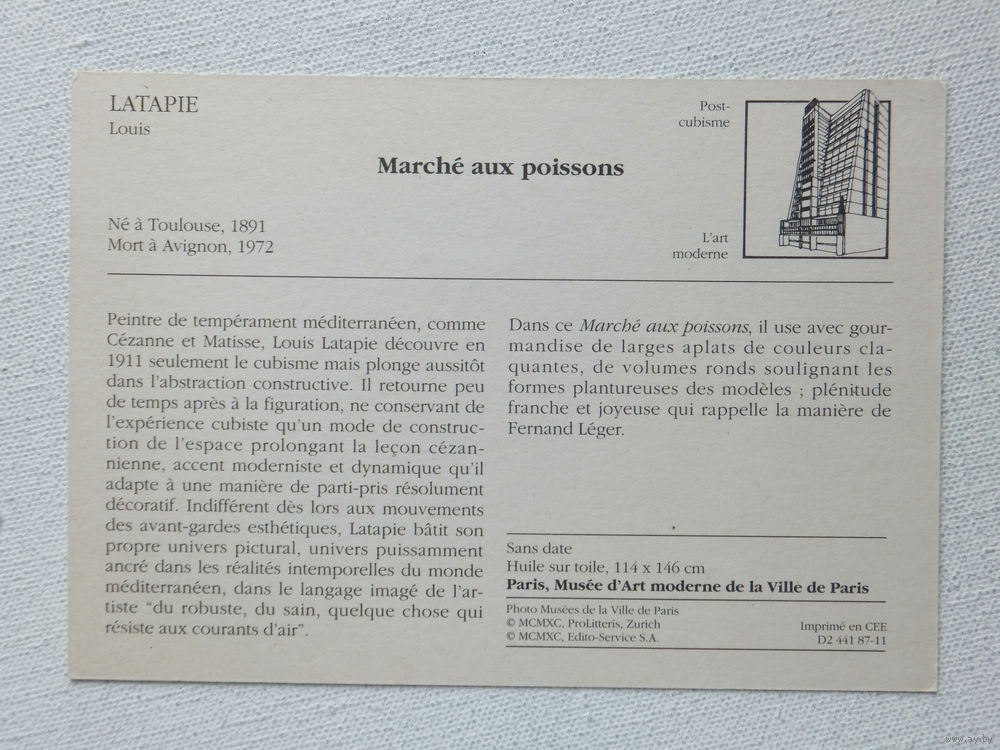 LATAPIE
Louis
Post-
cubisme
Marché aux poissons
Né à Toulouse, 1891
Mort à Avignon, 1972
L'art
moderne
Peintre de tempérament méditerranéen, comme
Cézanne et Matisse, Louis Latapie découvre en
1911 seulement le cubisme mais plonge aussitôt
dans l'abstraction constructive. Il retourne peu
de temps après à la figuration, ne conservant de
l'expérience cubiste qu'un mode de construc-
tion de l'espace prolongant la leçon cézan-
nienne, accent moderniste et dynamique qu'il
adapte à une manière de parti-pris résolument
décoratif. Indifférent dès lors aux mouvements
des avant-gardes esthétiques, Latapie bâtit son
propre univers pictural, univers puissamment
ancré dans les réalités intemporelles du monde
méditerranéen, dans le langage imagé de l'ar-
tiste "du robuste, du sain, quelque chose qui
résiste aux courants d'air".
Dans ce Marché aux poissons, il use avec gour-
mandise de larges aplats de couleurs cla-
quantes, de volumes ronds soulignant les
formes plantureuses des modèles ; plénitude
franche et joyeuse qui rappelle la manière de
Fernand Léger.
Sans date
Huile sur toile, 114 x 146 cm
Paris, Musée d'Art moderne de la Ville de Paris
Photo Musées de la Ville de Paris
© MCMXC, ProLitteris, Zurich
© MCMXC, Edito-Service S.A.
Imprimé en CEE
D2 441 87-11
www.ay.by